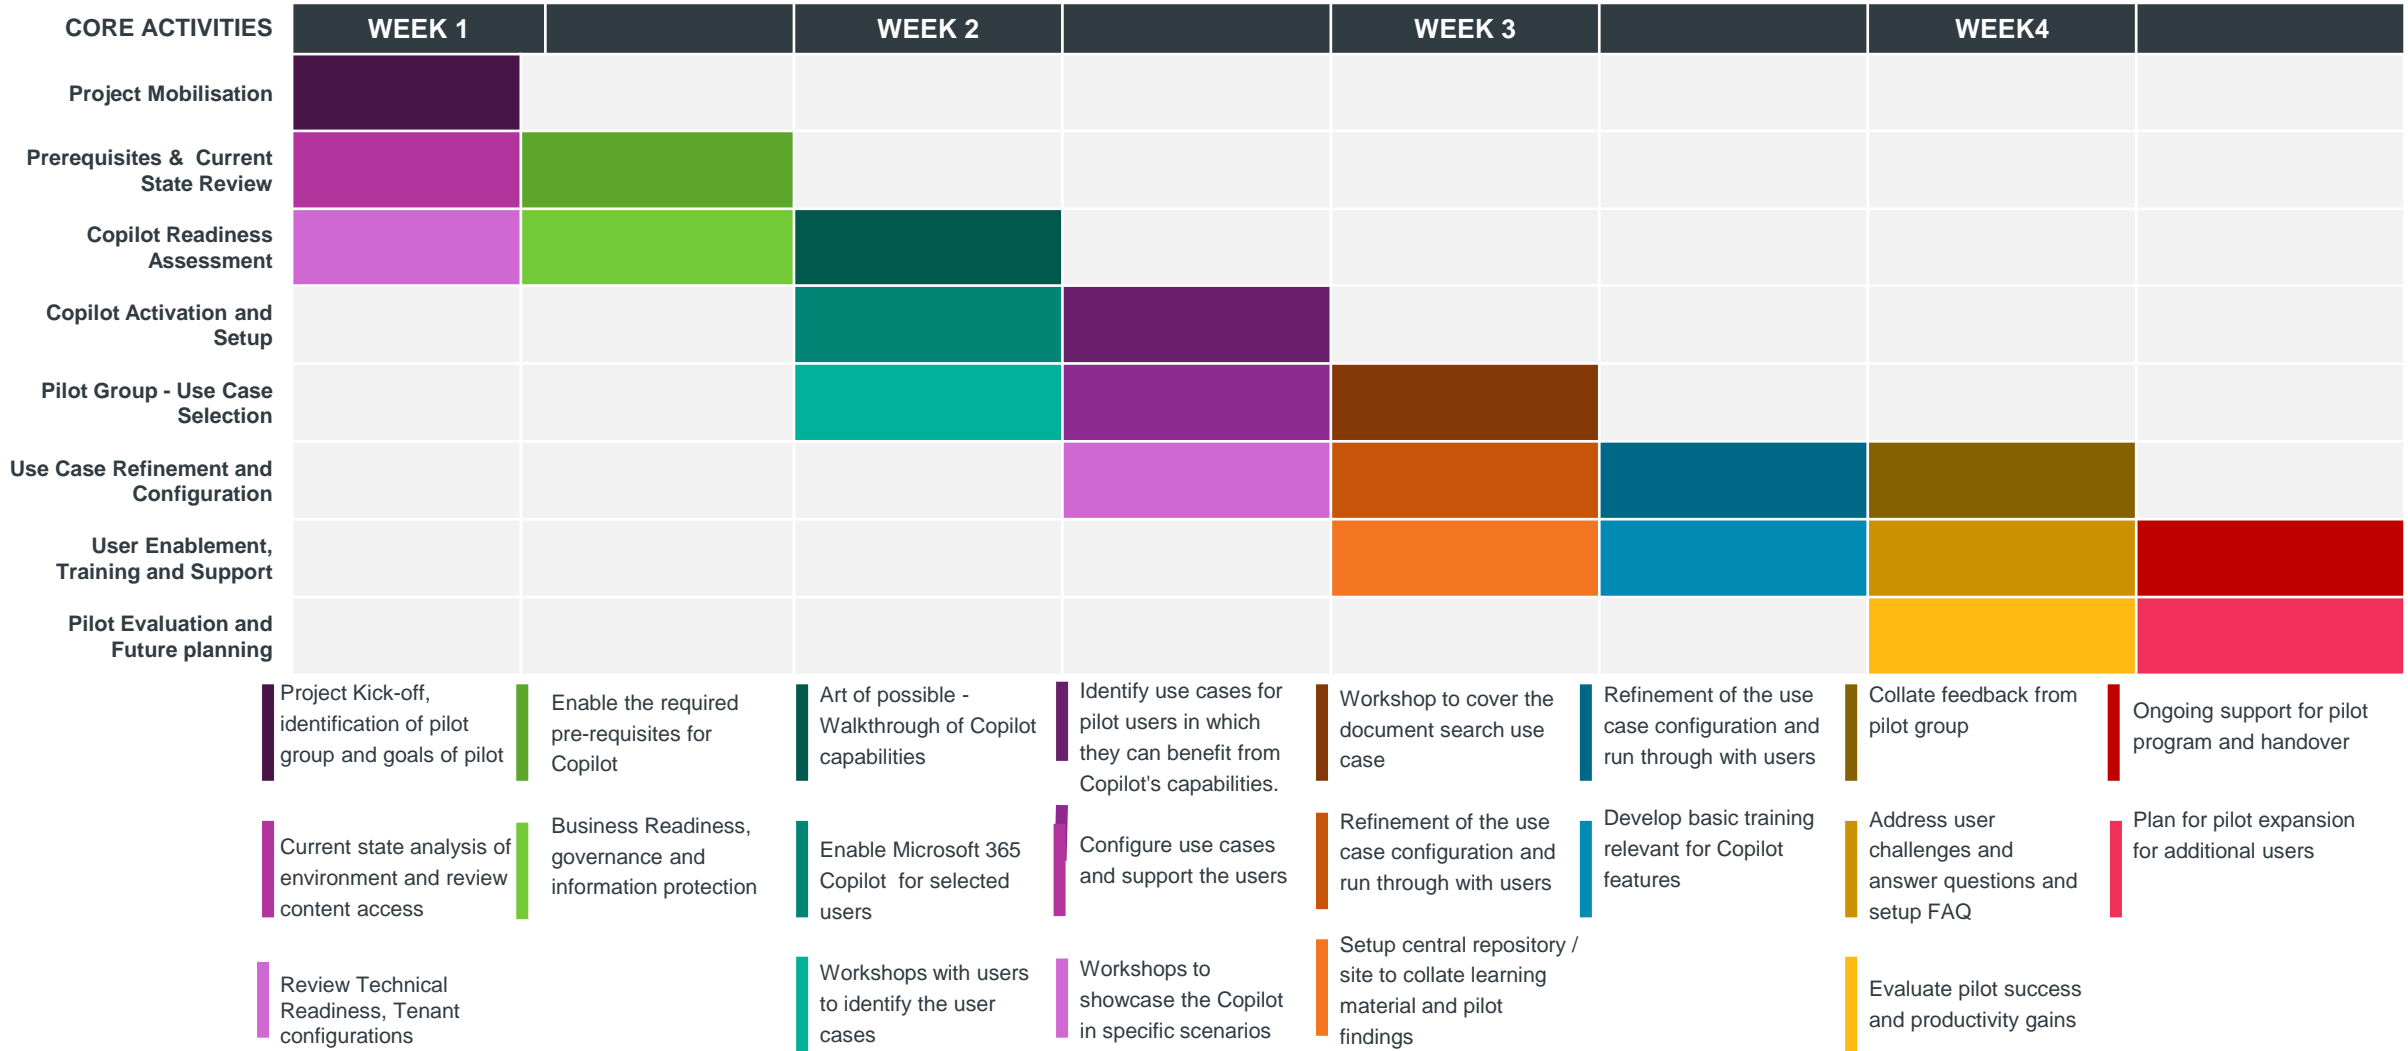 CORE ACTIVITIES
WEEK 1
WEEK 2
WEEK 3
WEEK4
Project Mobilisation
Prerequisites &  Current
State Review
Copilot Readiness
Assessment
Copilot Activation and
Setup
Pilot Group - Use Case
Selection
Use Case Refinement and
Configuration
User Enablement,
Training and Support
Pilot Evaluation and
Future planning
Project Kick-off,
identification of pilot
group and goals of pilot
Current state analysis of
environment and review
content access
Review Technical
Readiness, Tenant
configurations
Enable the required
pre-requisites for
Copilot
Business Readiness,
governance and
information protection
Art of possible -
Walkthrough of Copilot
capabilities
Enable Microsoft 365
Copilot  for selected
users
Workshops with users
to identify the user
cases
Identify use cases for
pilot users in which
they can benefit from
Copilot's capabilities.
Configure use cases
and support the users
Workshops to
showcase the Copilot
in specific scenarios
Workshop to cover the
document search use
case
Refinement of the use
case configuration and
run through with users
Setup central repository /
site to collate learning
material and pilot
findings
Refinement of the use
case configuration and
run through with users
Develop basic training
relevant for Copilot
features
Collate feedback from
pilot group
Address user
challenges and
answer questions and
setup FAQ
Evaluate pilot success
and productivity gains
Ongoing support for pilot
program and handover
Plan for pilot expansion
for additional users